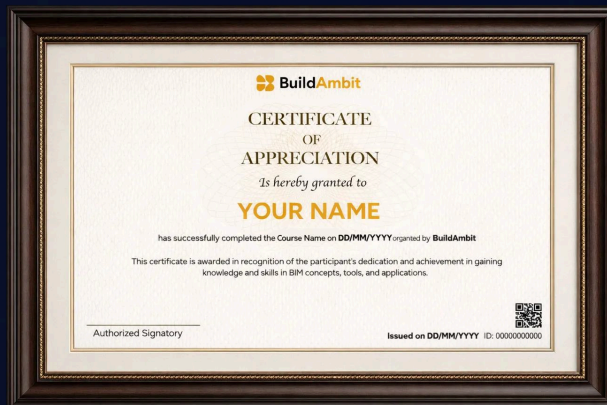 BuildAmbit
CERTIFICATE
OF
APPRECIATION
Is hereby granted to
YOUR NAME
has successfully completed the Course Name on DD/MM/YYYY organted by BuildAmbit
This certificate is awarded in recognition of the participant's dedication and achievement in gaining
knowledge and skills in BIM concepts, tools, and applications.
Authorized Signatory
Issued on DD/MM/YYYY ID: 00000000000